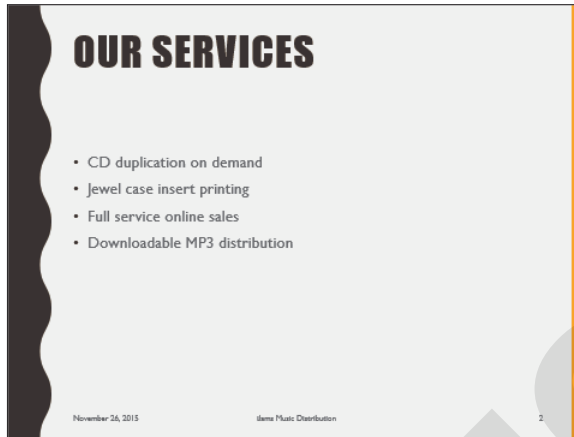 OUR SERVICES
• CD duplication on demand
• Jewel case insert printing
• Full service online sales
• Downloadable MP3 distribution
November 26, 2015
Music Distribution
2